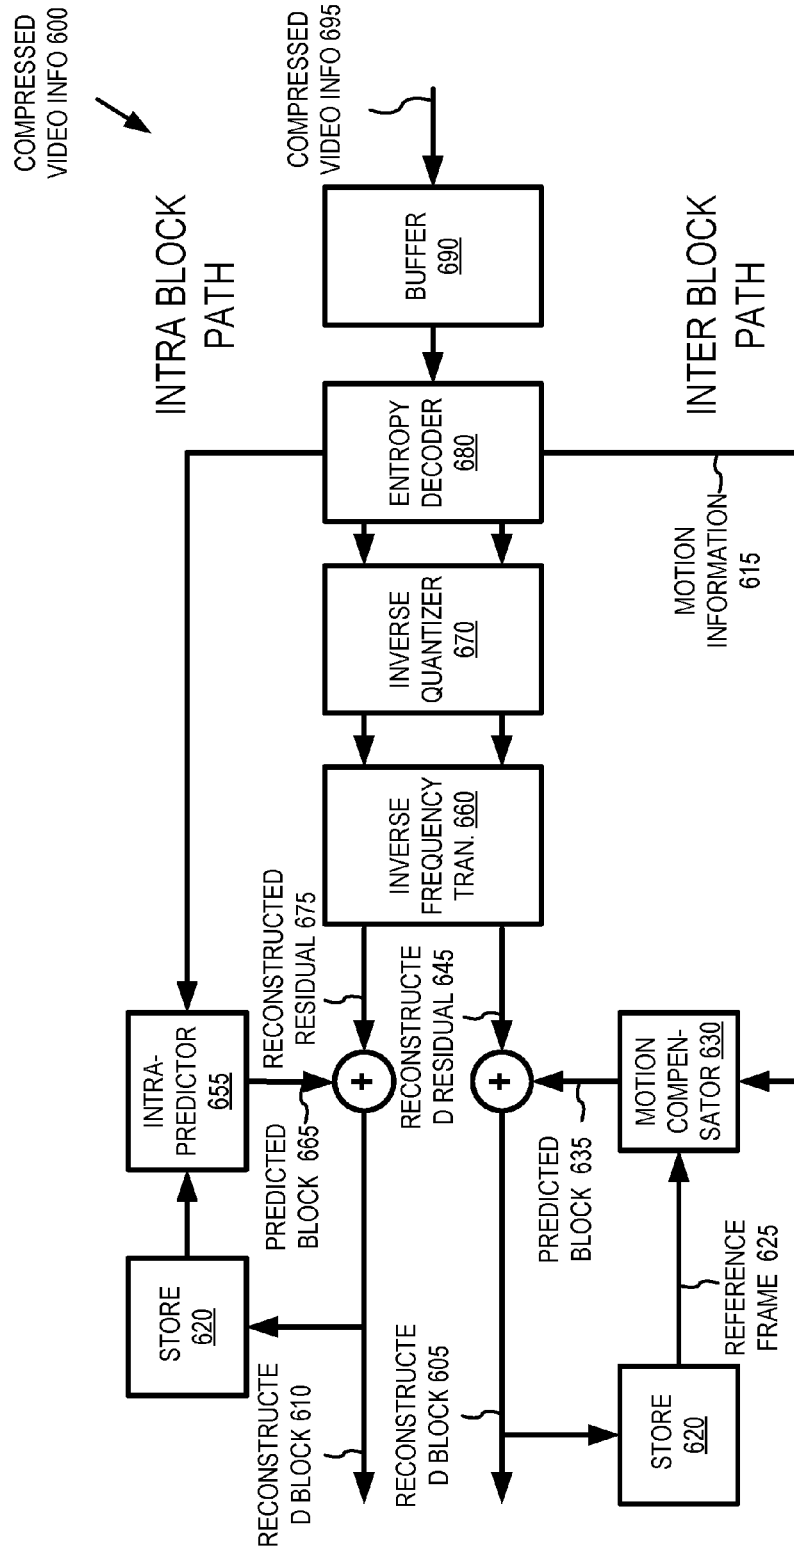 COMPRESSED
VIDEO INFO 600
INTRA BLOCK
PATH
COMPRESSED
VIDEO INFO 695
BUFFER
690
ENTROPY
DECODER
680
INVERSE
QUANTIZER
670
INVERSE
FREQUENCY
TRAN. 660
RECONSTRUCTED
RESIDUAL 675
INTRA-
PREDICTOR
655
PREDICTED
BLOCK 665
+
STORE
620
RECONSTRUCTE
D BLOCK 610
RECONSTRUCTE
D RESIDUAL 645
+
PREDICTED
BLOCK 635
RECONSTRUCTE
D BLOCK 605
INTER BLOCK
PATH
MOTION
INFORMATION
615
MOTION
COMPEN-
SATOR 630
REFERENCE
FRAME 625
STORE
620